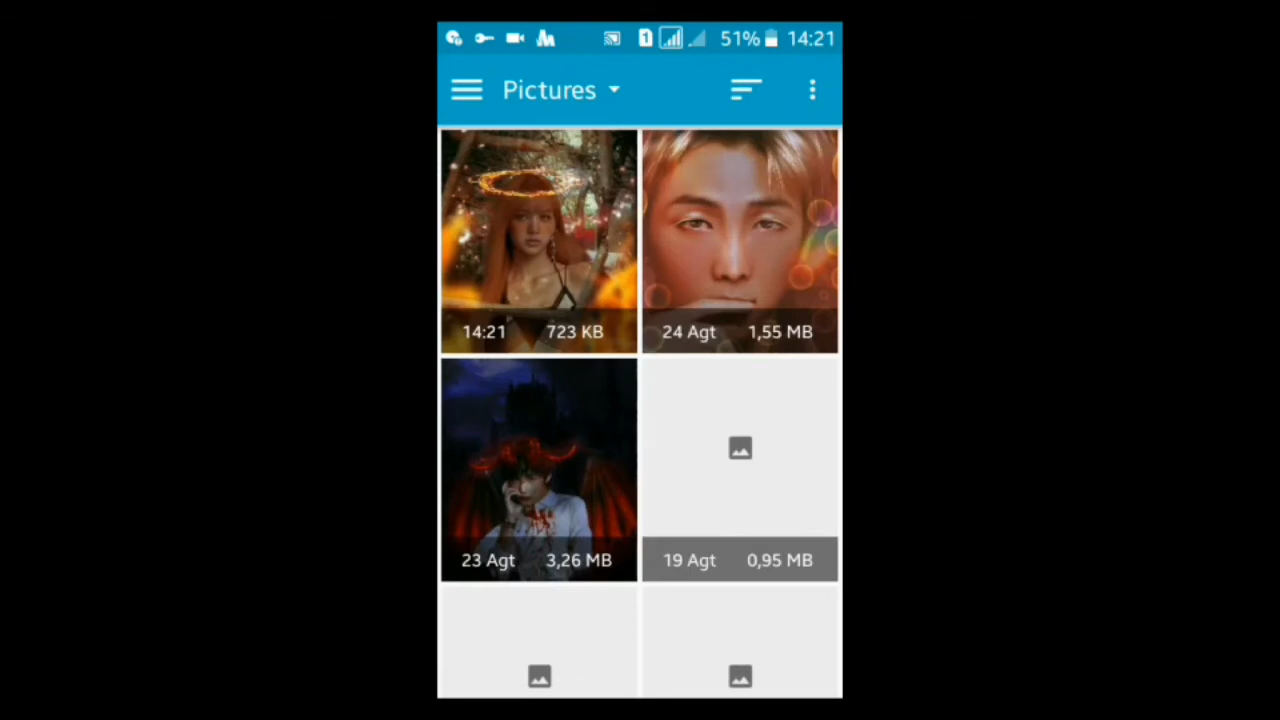 1 51% 14:21
Pictures
14:21 723 KB
24 Agt 1,55 MB
23 Agt 3,26 MB
19 Agt 0,95 MB